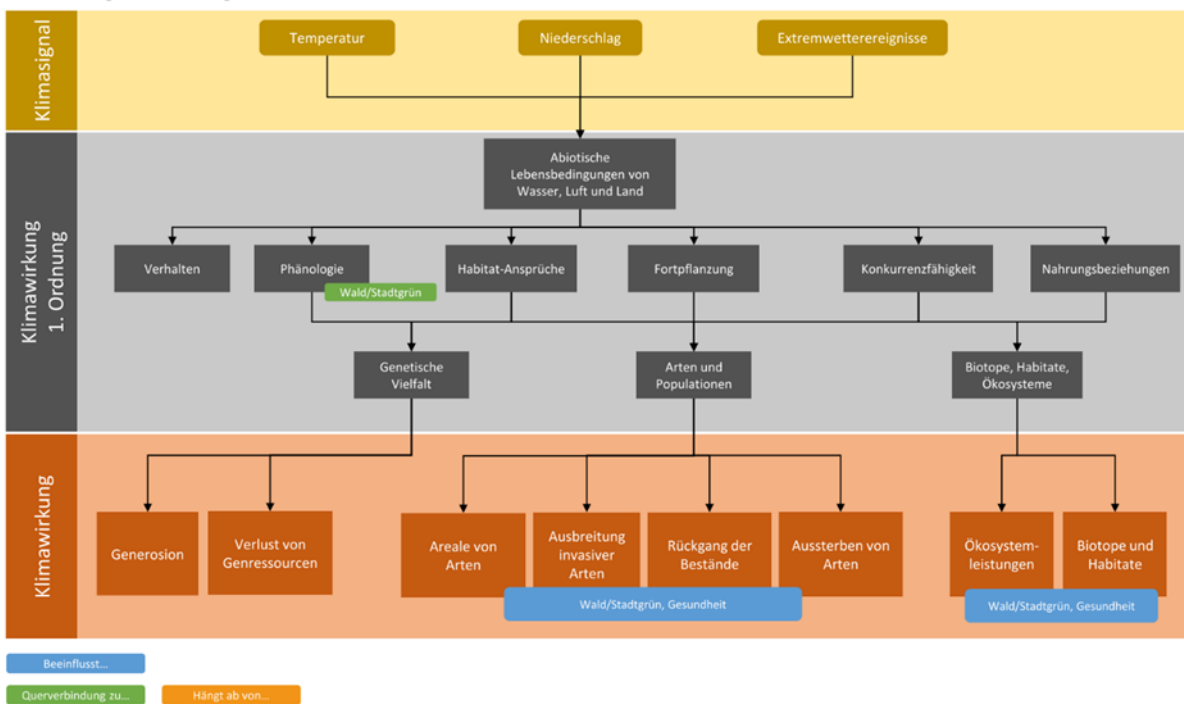 Klimasignal
Temperatur
Niederschlag
Extremwetterereignisse
Klimawirkung
1. Ordnung
Abiotische
Lebensbedingungen von
Wasser, Luft und Land
Verhalten
Phänologie
Habitat-Ansprüche
Fortpflanzung
Konkurrenzfähigkeit
Nahrungsbeziehungen
Wald/Stadtgrün
Genetische
Vielfalt
Arten und
Populationen
Biotope, Habitate,
Ökosysteme
Klimawirkung
Generosion
Verlust von
Genressourcen
Areale von
Arten
Ausbreitung
invasiver
Arten
Rückgang der
Bestände
Aussterben von
Arten
Ökosystem-
leistungen
Biotope und
Habitate
Wald/Stadtgrün, Gesundheit
Wald/Stadtgrün, Gesundheit
Beeinflusst...
Querverbindung zu...
Hängt ab von...